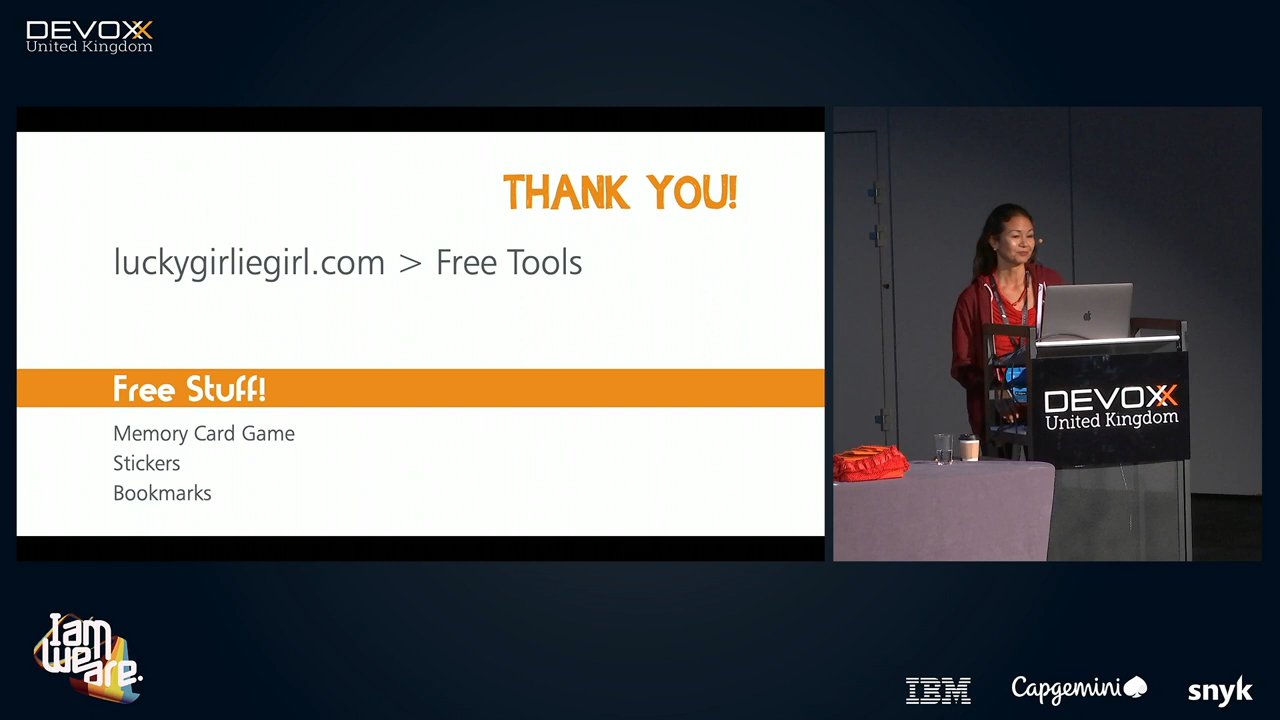 DEVOXX
United Kingdom
THANK YOU!
luckygirliegirl.com > Free Tools
Free Stuff!
Memory Card Game
Stickers
Bookmarks
DEVOXX
United Kingdom
I am
We
are.
IBM
Capgemini
snyk